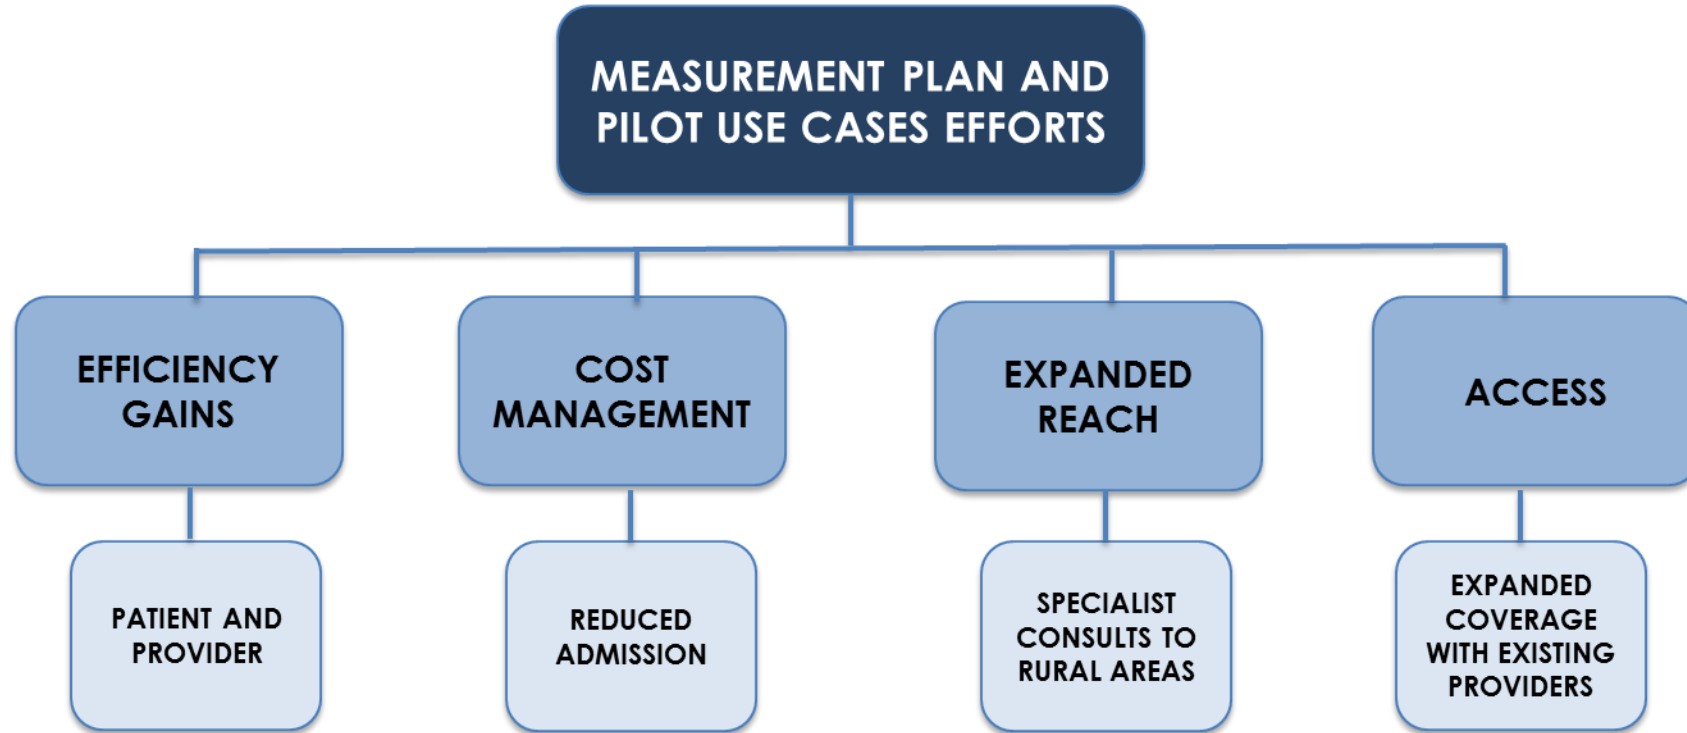 MEASUREMENT PLAN AND
PILOT USE CASES EFFORTS
EFFICIENCY
GAINS
COST
MANAGEMENT
EXPANDED
REACH
ACCESS
PATIENT AND
PROVIDER
REDUCED
ADMISSION
SPECIALIST
CONSULTS TO
RURAL AREAS
EXPANDED
COVERAGE
WITH EXISTING
PROVIDERS